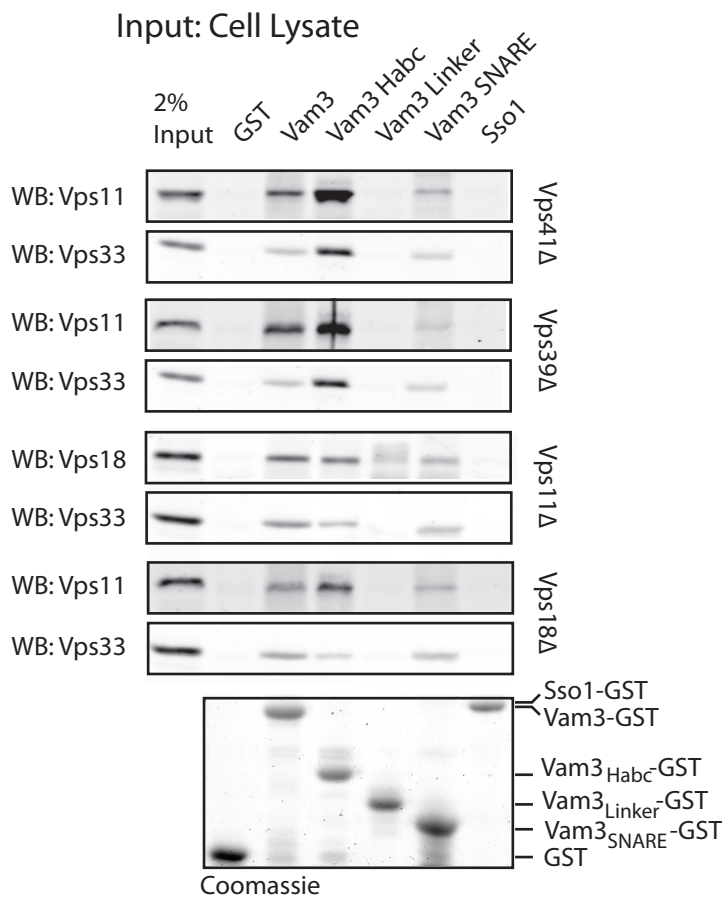 Input: Cell Lysate
2%
Input
GST
Vam3
Vam3 Habc
Vam3 Linker
Vam3 SNARE
Sso1
WB: Vps11
WB: Vps33
Vps41Δ
WB: Vps11
WB: Vps33
Vps39Δ
WB: Vps18
WB: Vps33
Vps11Δ
WB: Vps11
WB: Vps33
Vps18Δ
Sso1-GST
Vam3-GST
Vam3Habc-GST
Vam3Linker-GST
Vam3SNARE-GST
GST
Coomassie